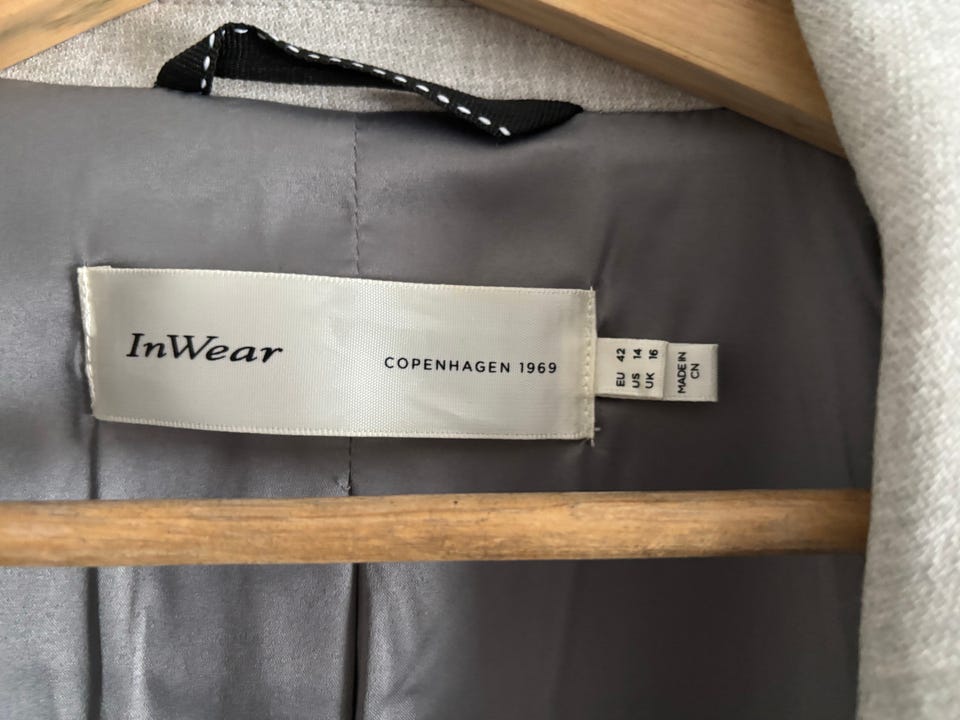 InWear
COPENHAGEN 1969
EU 42
US 14
UK 16
MADE IN
CN